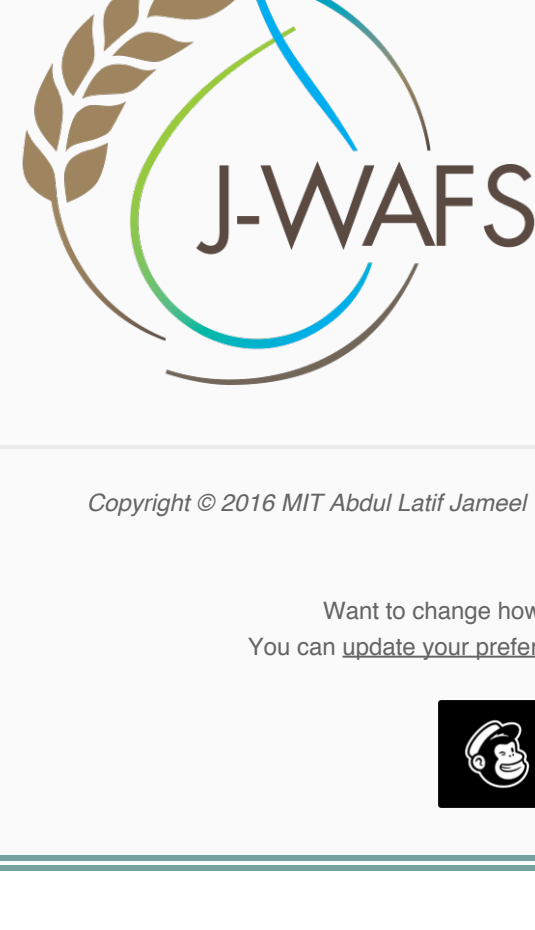 J-WAFS
Copyright © 2016 MIT Abdul Latif Jameel
Want to change how
You can update your prefer